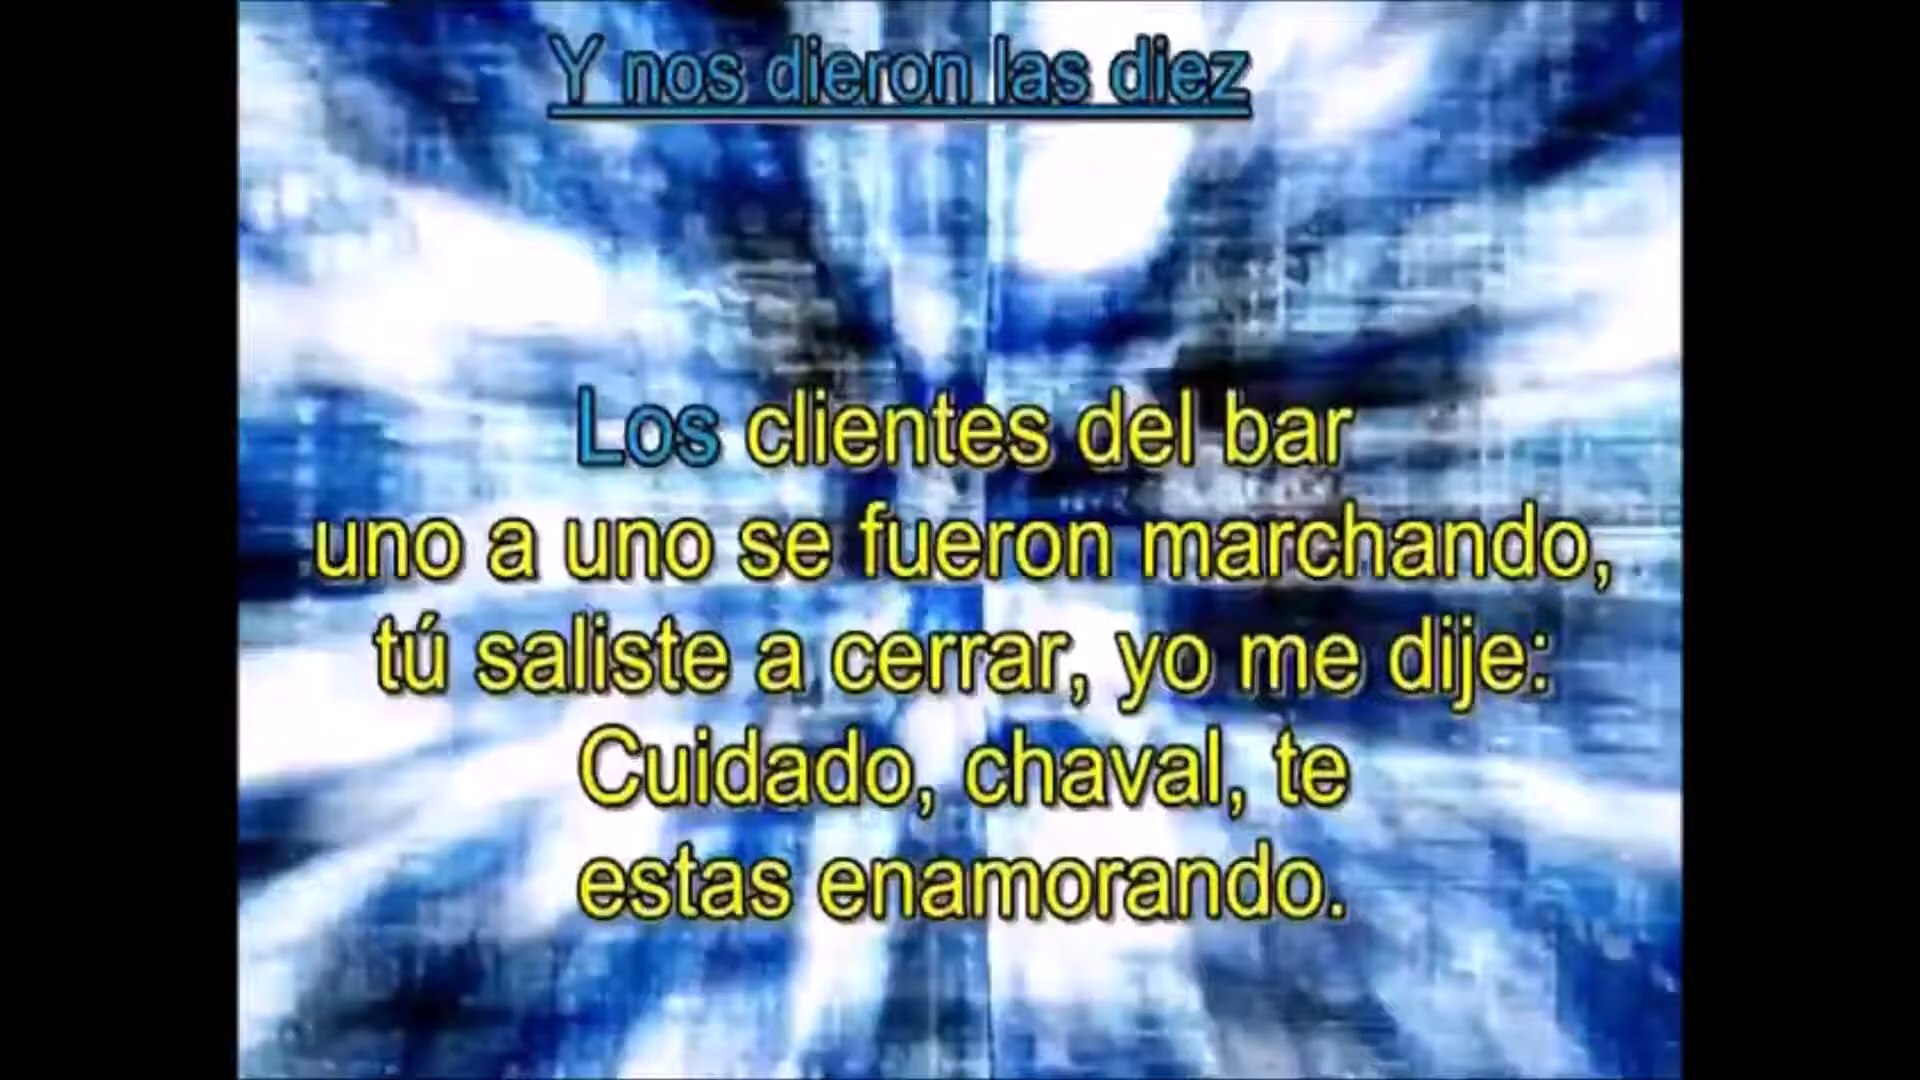 Y nos dieron las diez
Los clientes del bar
uno a uno se fueron marchando,
tú saliste a cerrar, yo me dije:
Cuidado, chaval, te
estas enamorando.